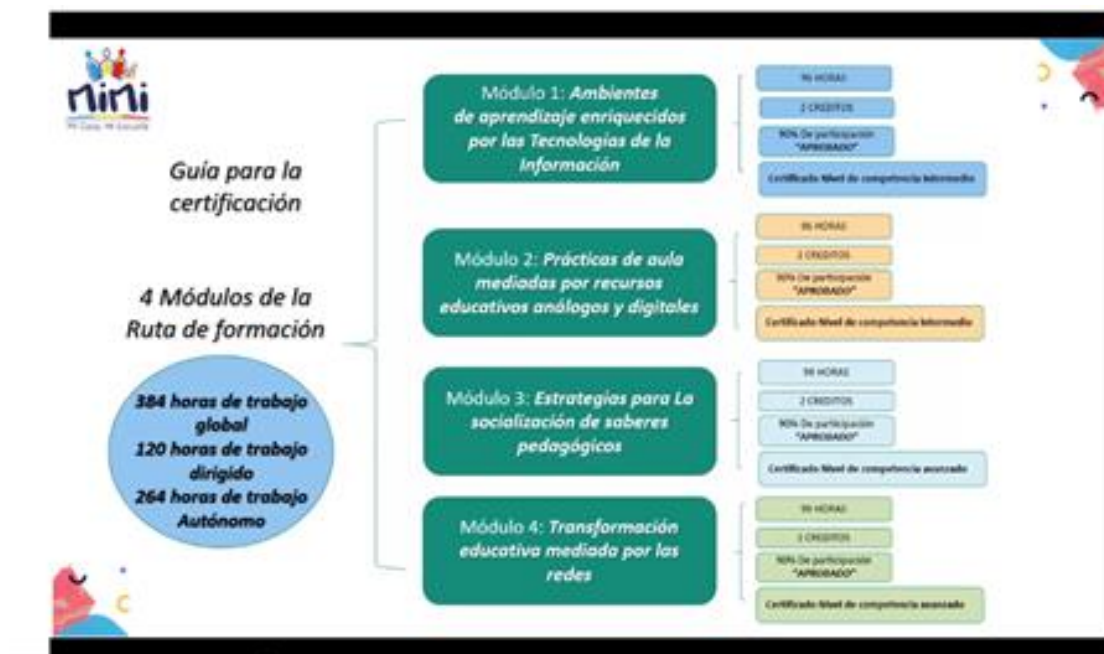 MiMi
Mi Casa, Mi Escuela
Guía para la
certificación
4 Módulos de la
Ruta de formación
384 horas de trabajo
global
120 horas de trabajo
dirigido
264 horas de trabajo
Autónomo
Módulo 1: Ambientes
de aprendizaje enriquecidos
por las Tecnologías de la
Información
96 HORAS
2 CREDITOS
90% De participación
"APROBADO"
Certificado Nivel de competencia Intermedio
Módulo 2: Prácticas de aula
mediadas por recursos
educativos análogos y digitales
96 HORAS
2 CREDITOS
90% De participación
"APROBADO"
Certificado Nivel de competencia Intermedio
Módulo 3: Estrategias para La
socialización de saberes
pedagógicos
96 HORAS
2 CREDITOS
90% De participación
"APROBADO"
Certificado Nivel de competencia avanzado
Módulo 4: Transformación
educativa mediada por las
redes
96 HORAS
2 CREDITOS
90% De participación
"APROBADO"
Certificado Nivel de competencia avanzado